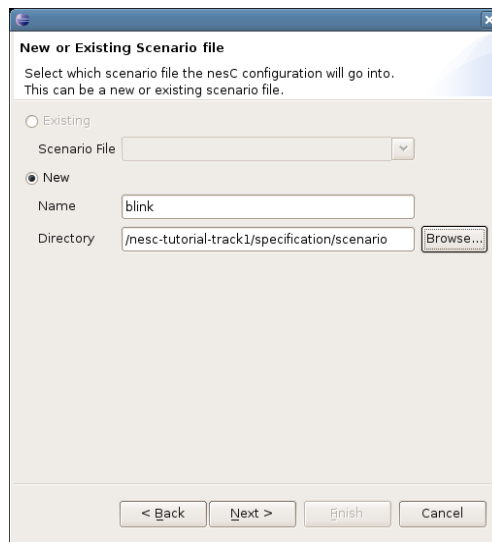 New or Existing Scenario file
Select which scenario file the nesC configuration will go into.
This can be a new or existing scenario file.
Existing
Scenario File
New
Name blink
Directory /nesc-tutorial-track1/specification/scenario Browse...
< Back Next > Finish Cancel